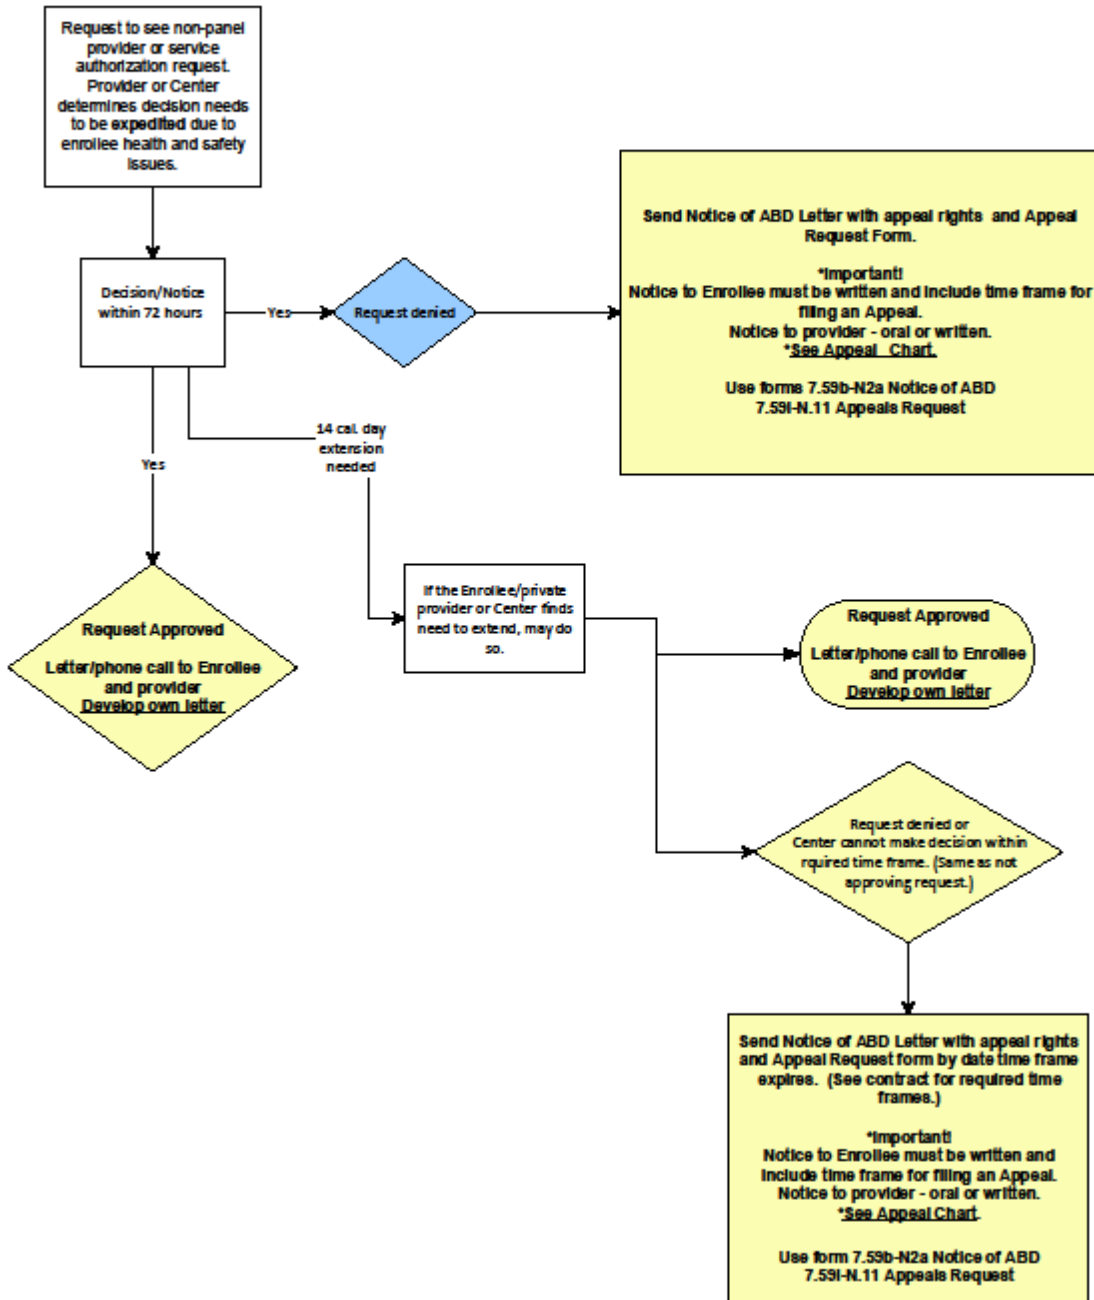 Request to see non-panel
provider or service
authorization request.
Provider or Center
determines decision needs
to be expedited due to
enrollee health and safety
issues.
Decision/Notice
within 72 hours
Yes
Request denied
Send Notice of ABD Letter with appeal rights and Appeal
Request Form.
*Important!
Notice to Enrollee must be written and include time frame for
filing an Appeal.
Notice to provider - oral or written.
*See Appeal Chart.
Use forms 7.59b-N2a Notice of ABD
7.59l-N.11 Appeals Request
14 cal. day
extension
needed
Yes
If the Enrollee/private
provider or Center finds
need to extend, may do
so.
Request Approved
Letter/phone call to Enrollee
and provider
Develop own letter
Request Approved
Letter/phone call to Enrollee
and provider
Develop own letter
Request denied or
Center cannot make decision within
rquired time frame. (Same as not
approving request.)
Send Notice of ABD Letter with appeal rights
and Appeal Request form by date time frame
expires. (See contract for required time
frames.)
*Important!
Notice to Enrollee must be written and
include time frame for filing an Appeal.
Notice to provider - oral or written.
*See Appeal Chart.
Use form 7.59b-N2a Notice of ABD
7.59l-N.11 Appeals Request